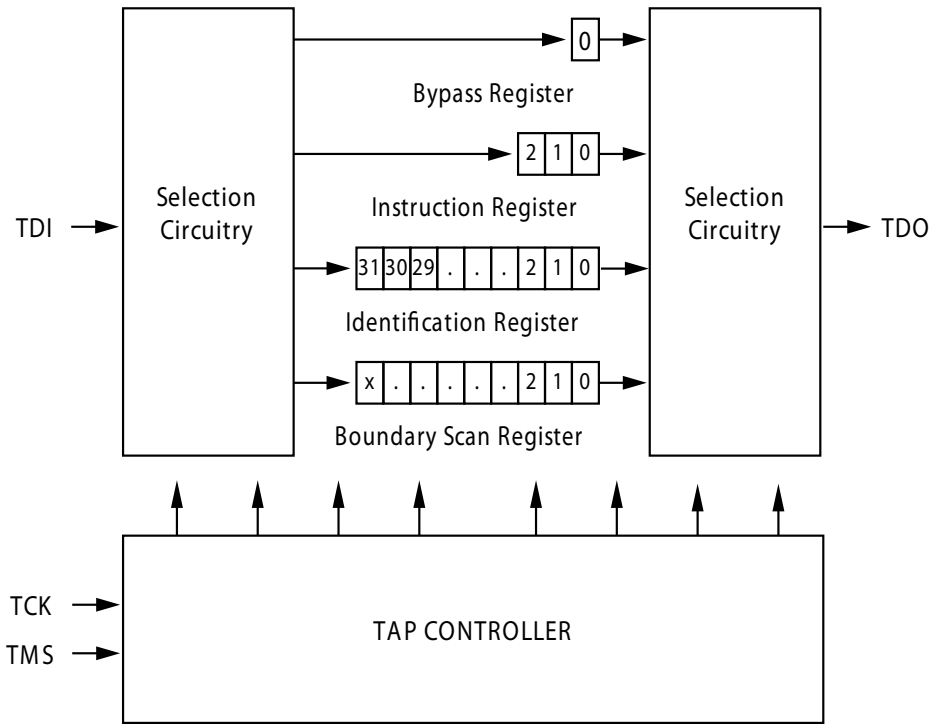 0
Bypass Register
2 1 0
Selection
Circuitry
Selection
Circuitry
Instruction Register
TDI
TDO
31 30 29 . . . 2 1 0
Identification Register
x . . . . . 2 1 0
Boundary Scan Register
TCK
TMS
TAP CONTROLLER